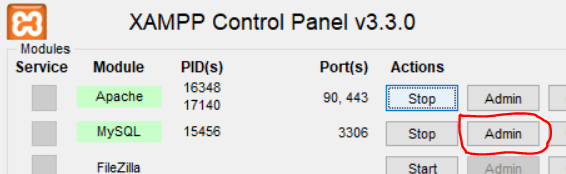 XAMPP Control Panel v3.3.0
Modules
Service Module PID(s) Port(s) Actions
Apache 16348 17140 90, 443 Stop Admin
MySQL 15456 3306 Stop Admin
FileZilla Start Admin